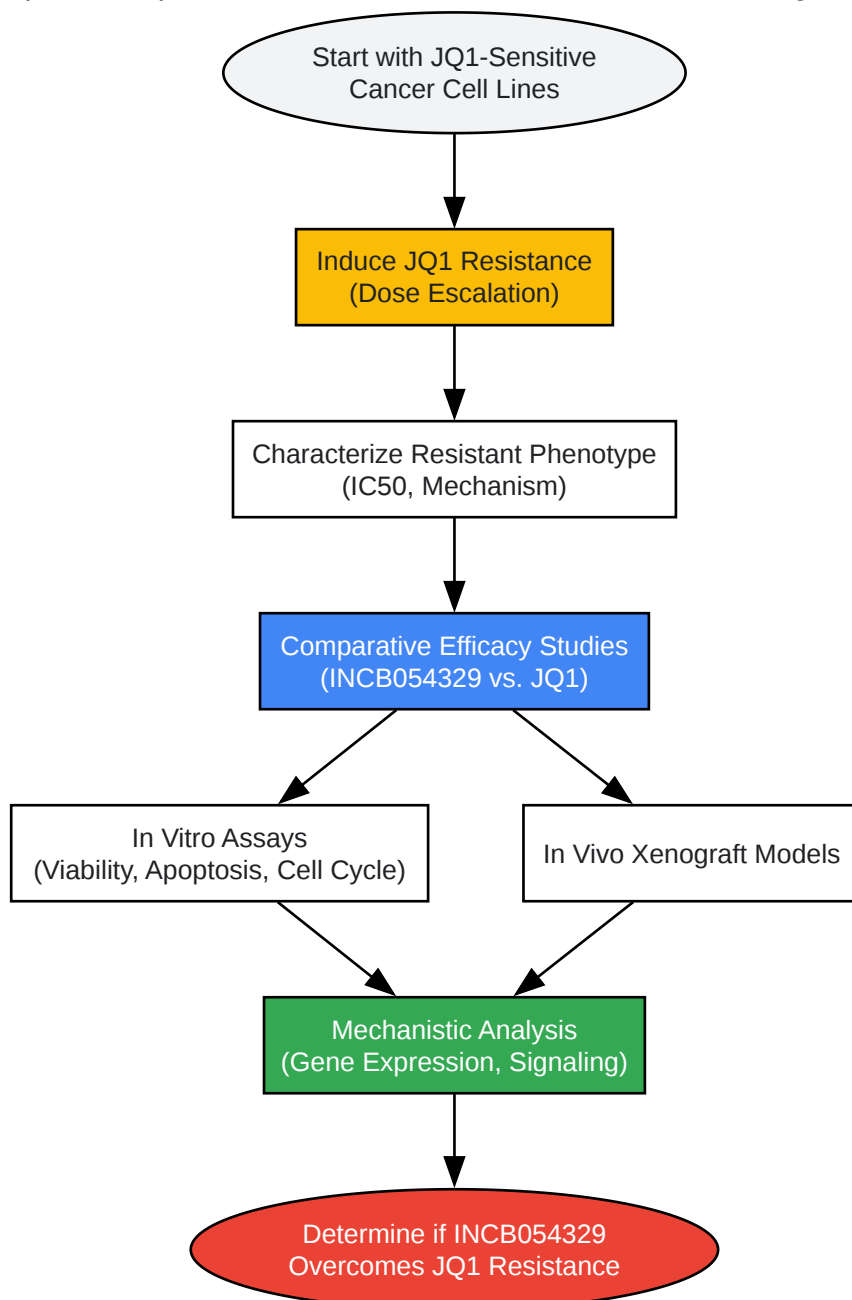 Start with JQ1-Sensitive
Cancer Cell Lines
Induce JQ1 Resistance
(Dose Escalation)
Characterize Resistant Phenotype
(IC50, Mechanism)
Comparative Efficacy Studies
(INCB054329 vs. JQ1)
In Vitro Assays
(Viability, Apoptosis, Cell Cycle)
In Vivo Xenograft Models
Mechanistic Analysis
(Gene Expression, Signaling)
Determine if INCB054329
Overcomes JQ1 Resistance